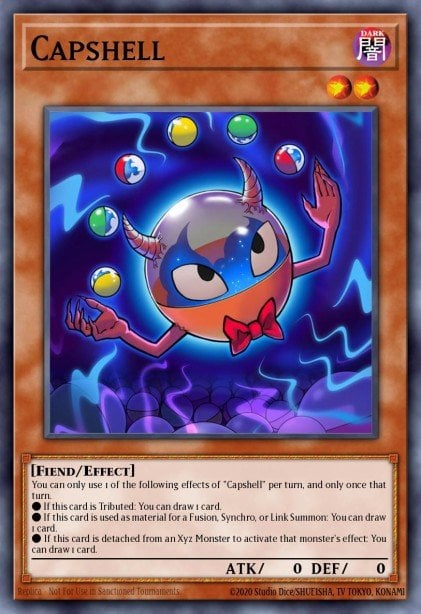 Capshell
DARK
闇
[Fiend/Effect]
You can only use 1 of the following effects of "Capshell" per turn, and only once that
turn.
● If this card is Tributed: You can draw 1 card.
● If this card is used as material for a Fusion, Synchro, or Link Summon: You can draw
1 card.
● If this card is detached from an Xyz Monster to activate that monster's effect: You
can draw 1 card.
ATK/ 0 DEF/ 0
Replica - Not For Use in Sanctioned Tournaments
©2020 Studio Dice/SHUEISHA, TV TOKYO, KONAMI